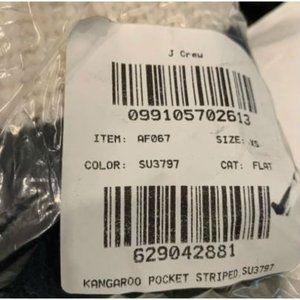 J Crew
099105702613
ITEM: AF067 SIZE: XS
COLOR: SU3797 CAT: FLAT
629042881
KANGAROO POCKET STRIPED SU3797